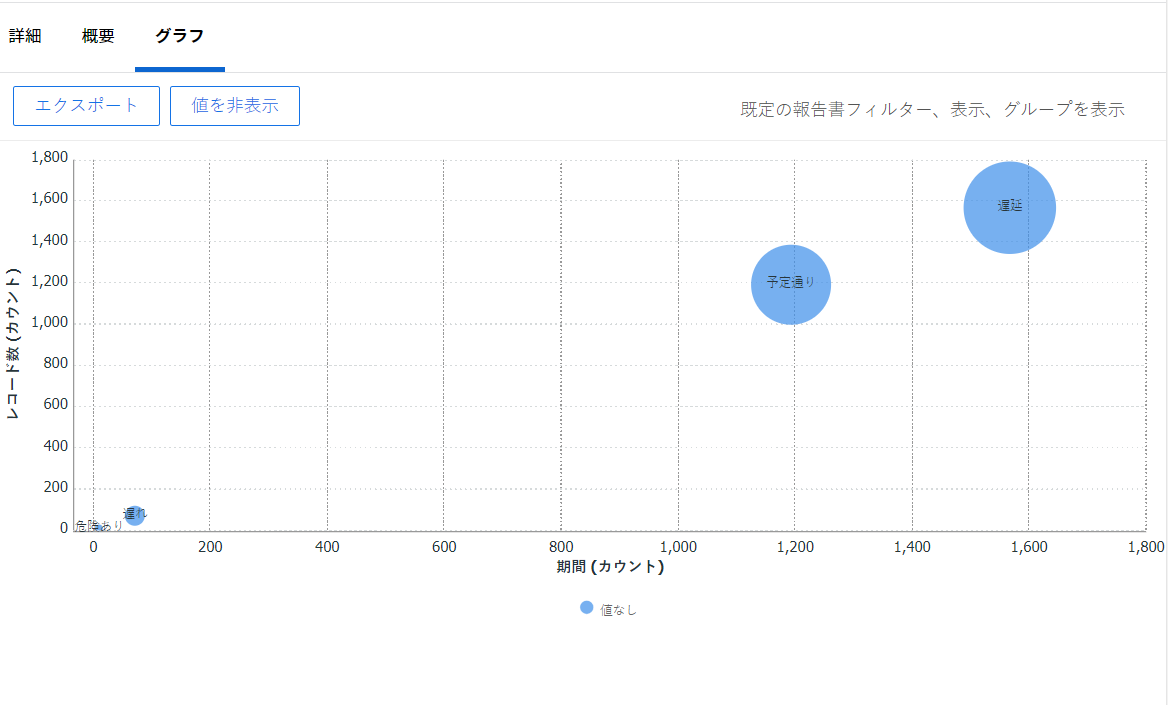 詳細 概要 グラフ
エクスポート 値を非表示 既定の報告書フィルター、表示、グループを表示
1,800
1,600
1,400
1,200
1,000
800
600
400
200
0
レコード数 (カウント)
遅延
予定通り
遅れ
危険あり
0 200 400 600 800 1,000 1,200 1,400 1,600 1,800
期間 (カウント)
値なし